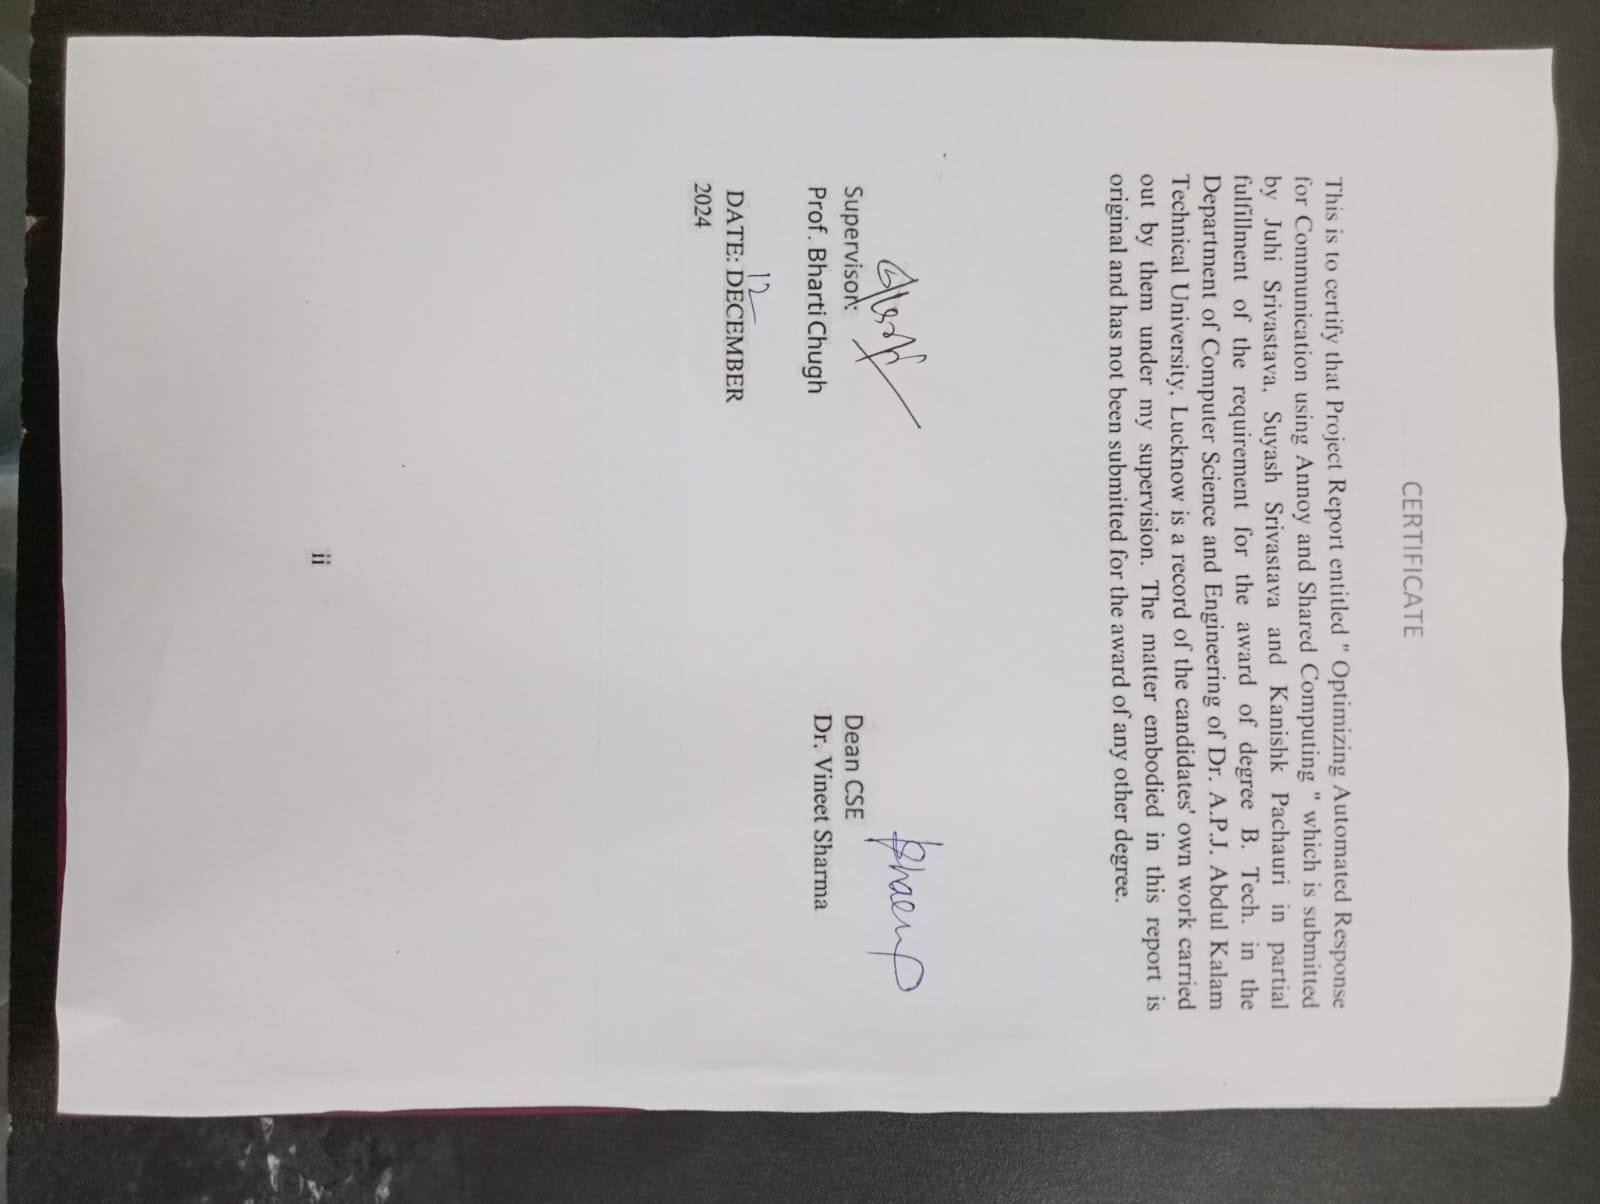 CERTIFICATE
This is to certify that Project Report entitled " Optimizing Automated Response
for Communication using Annoy and Shared Computing " which is submitted
by Juhi Srivastava, Suyash Srivastava and Kanishk Pachauri in partial
fulfillment of the requirement for the award of degree B. Tech. in the
Department of Computer Science and Engineering of Dr. A.P.J. Abdul Kalam
Technical University, Lucknow is a record of the candidates' own work carried
out by them under my supervision. The matter embodied in this report is
original and has not been submitted for the award of any other degree.
Supervisor:
Prof. Bharti Chugh
Dean CSE
Dr. Vineet Sharma
12
DATE: DECEMBER
2024
ii